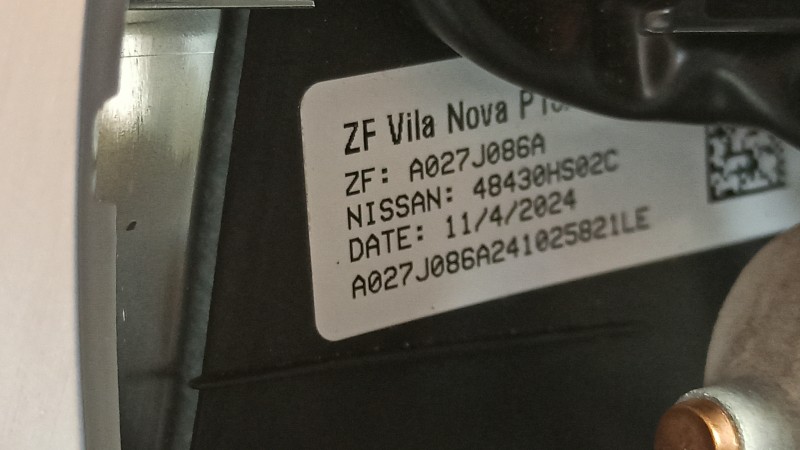 ZF Vila Nova
ZF: A027J086A
NISSAN: 48430HS02C
DATE: 11/4/2024
A027J086A241025821LE